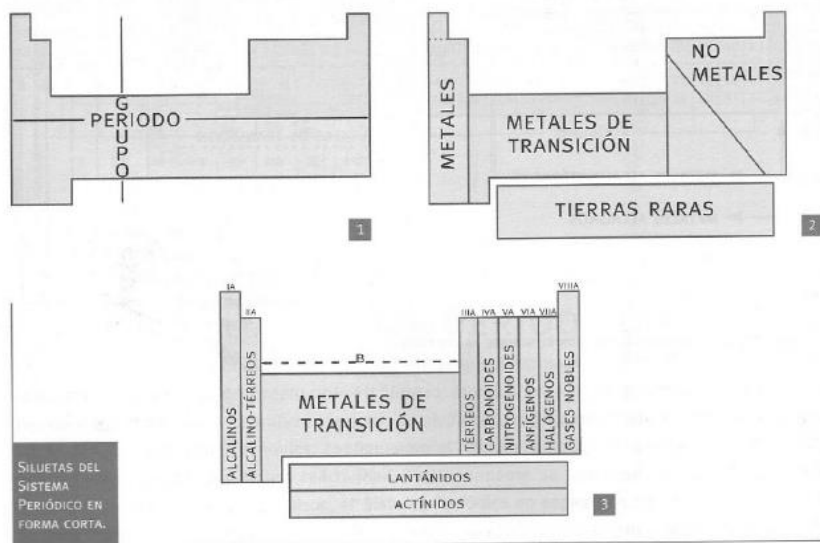 GRUPO
PERIODO
1
METALES
METALES DE
TRANSICIÓN
NO
METALES
TIERRAS RARAS
2
IA
IIA
B
IIIA IVA VA VIA VIIA
VIIIA
ALCALINOS
ALCALINO-TÉRREOS
METALES DE
TRANSICIÓN
TÉRREOS
CARBONOIDES
NITROGENOIDES
ANFÍGENOS
HALÓGENOS
GASES NOBLES
LANTÁNIDOS
ACTÍNIDOS
3
SILUETAS DEL
SISTEMA
PERIÓDICO EN
FORMA CORTA.